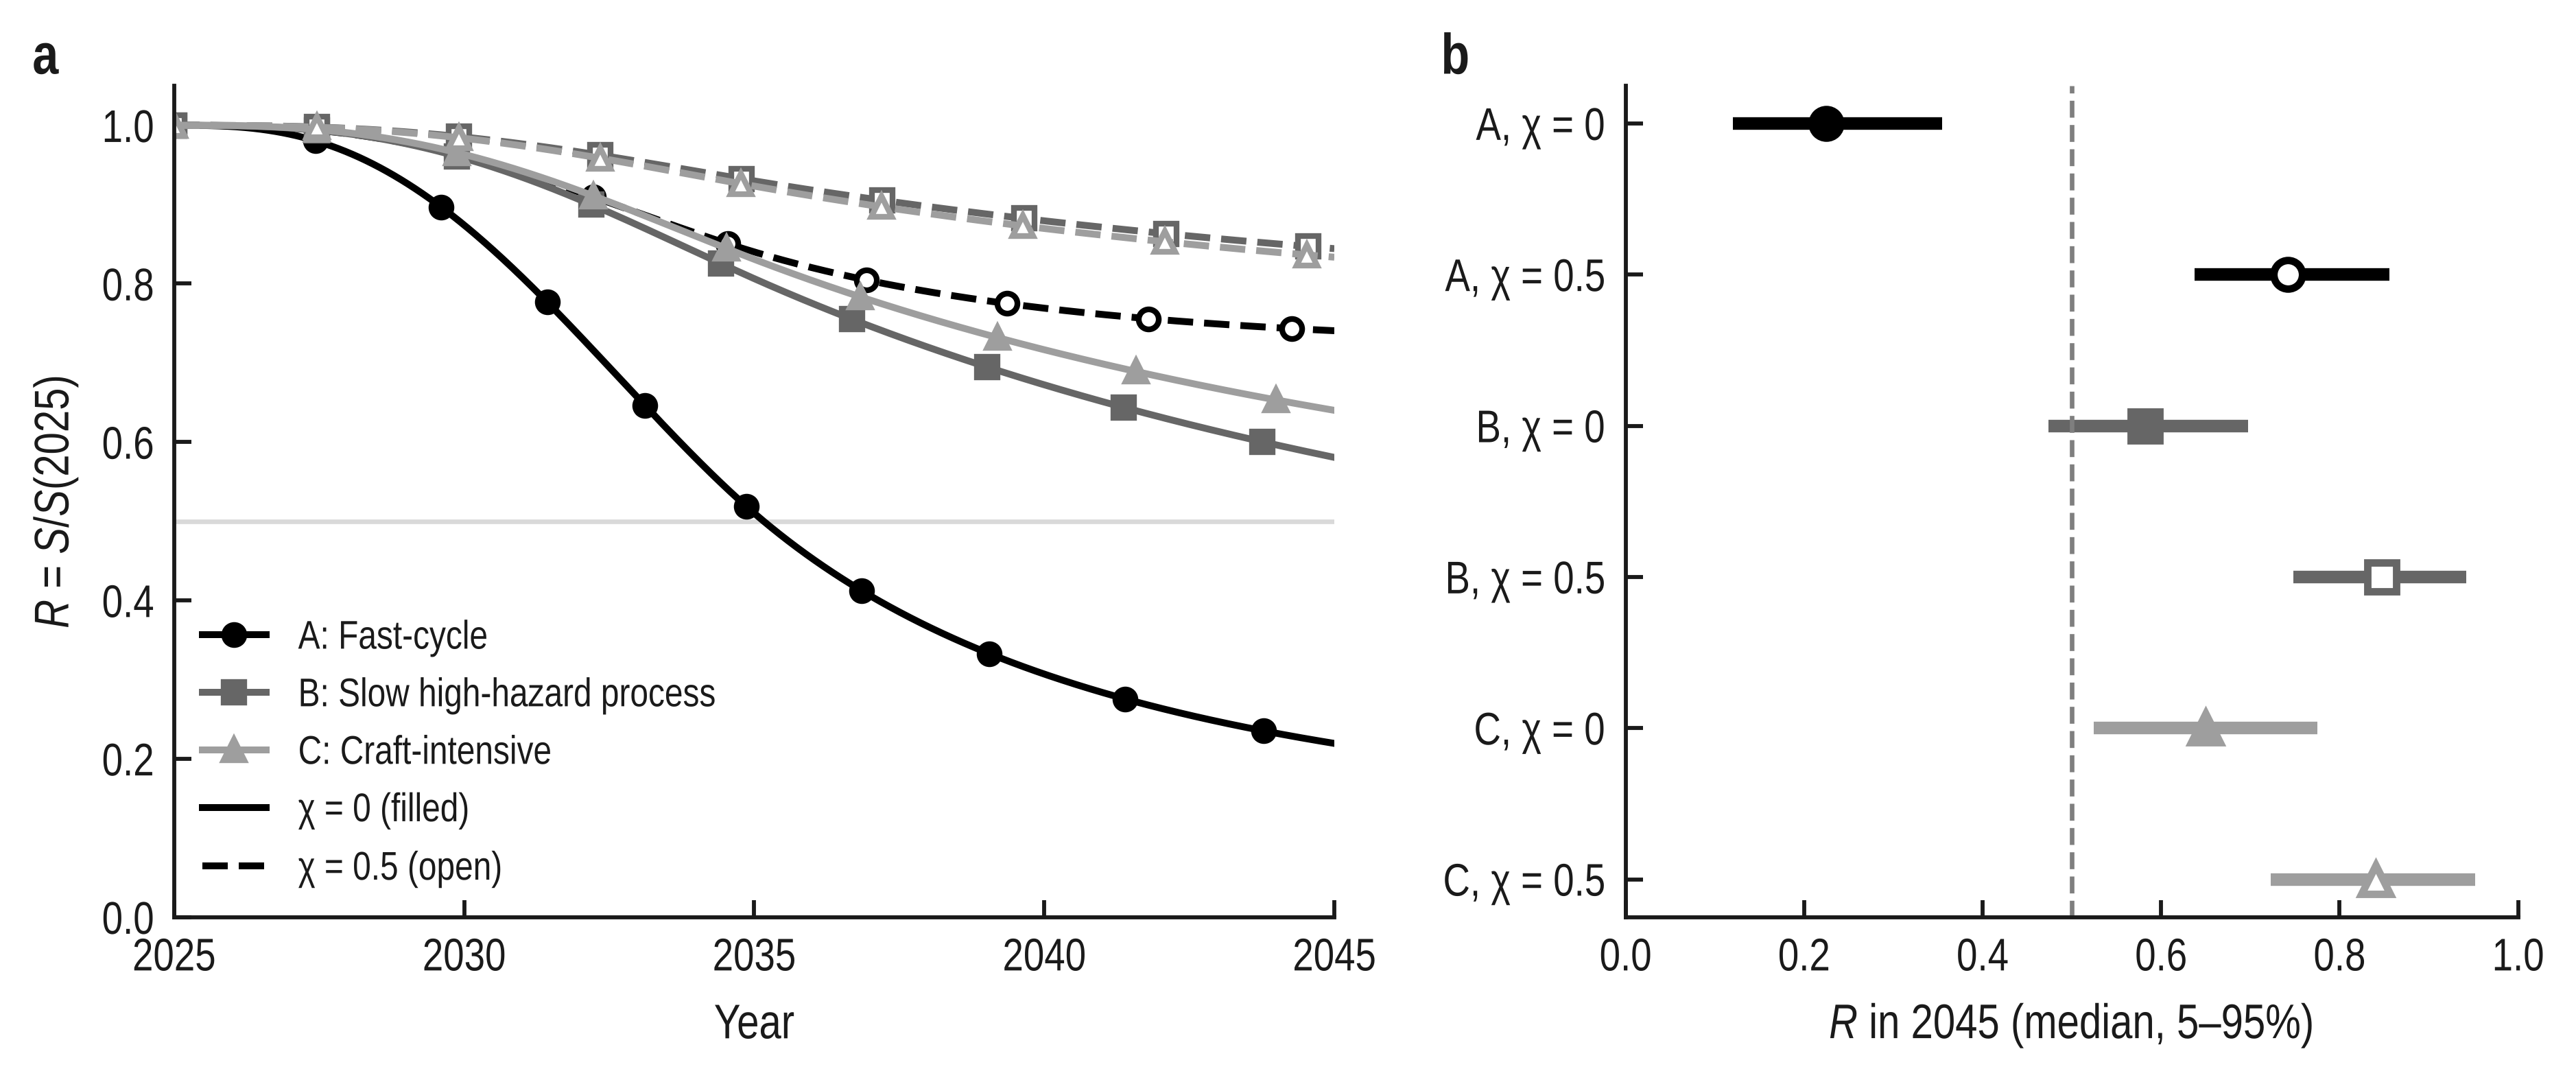 a
1.0
0.8
0.6
0.4
0.2
0.0
R = S/S(2025)
A: Fast-cycle
B: Slow high-hazard process
C: Craft-intensive
χ = 0 (filled)
χ = 0.5 (open)
2025 2030 2035 2040 2045
Year
b
A, χ = 0
A, χ = 0.5
B, χ = 0
B, χ = 0.5
C, χ = 0
C, χ = 0.5
0.0 0.2 0.4 0.6 0.8 1.0
R in 2045 (median, 5–95%)